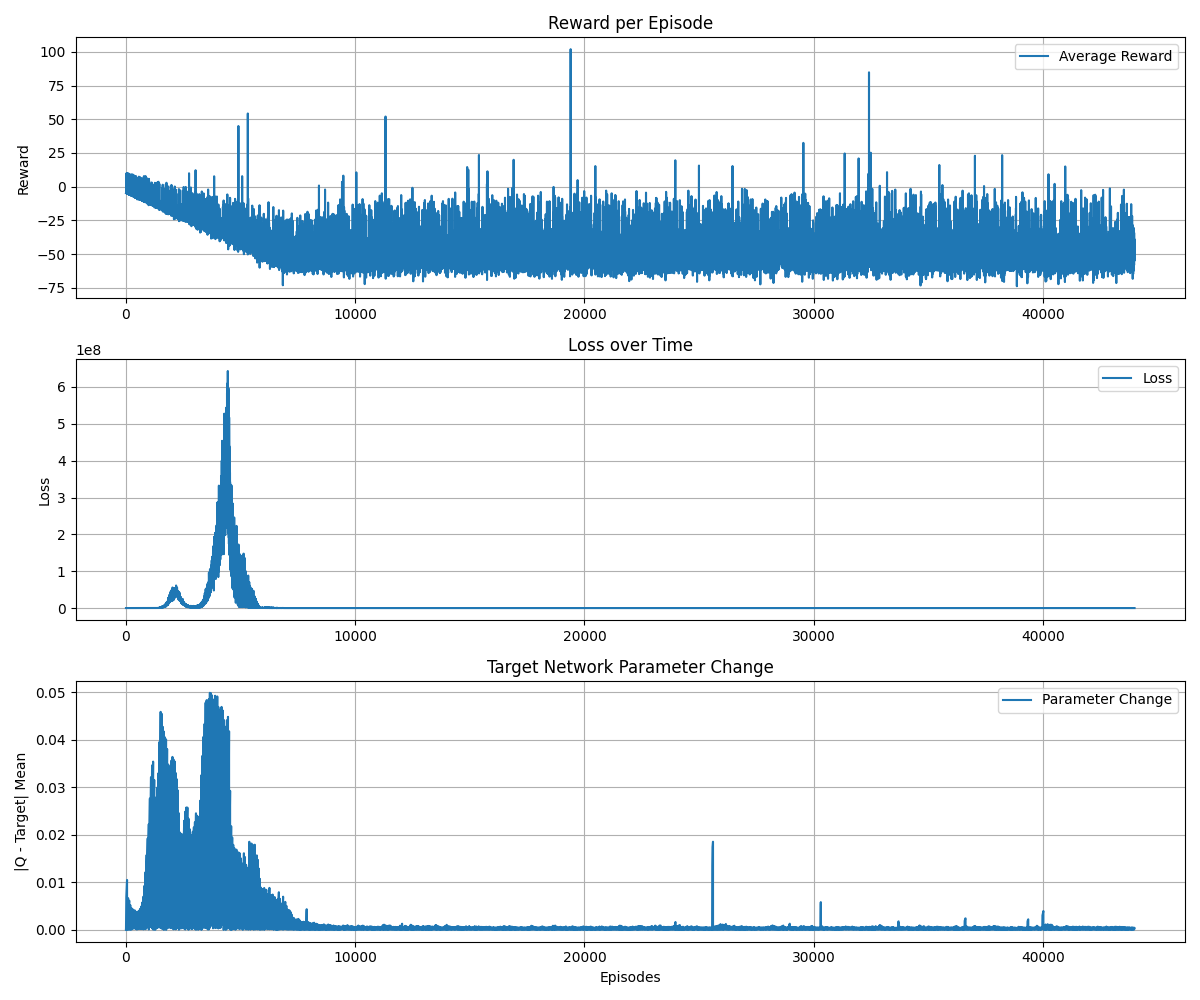 Reward per Episode
Average Reward
Reward
100
75
50
25
0
−25
−50
−75
0 10000 20000 30000 40000
Loss over Time
1e8
Loss
Loss
6
5
4
3
2
1
0
0 10000 20000 30000 40000
Target Network Parameter Change
Parameter Change
|Q - Target| Mean
0.05
0.04
0.03
0.02
0.01
0.00
0 10000 20000 30000 40000
Episodes